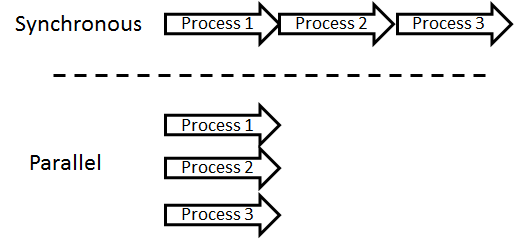 Synchronous Process 1 Process 2 Process 3
Process 1
Parallel Process 2
Process 3